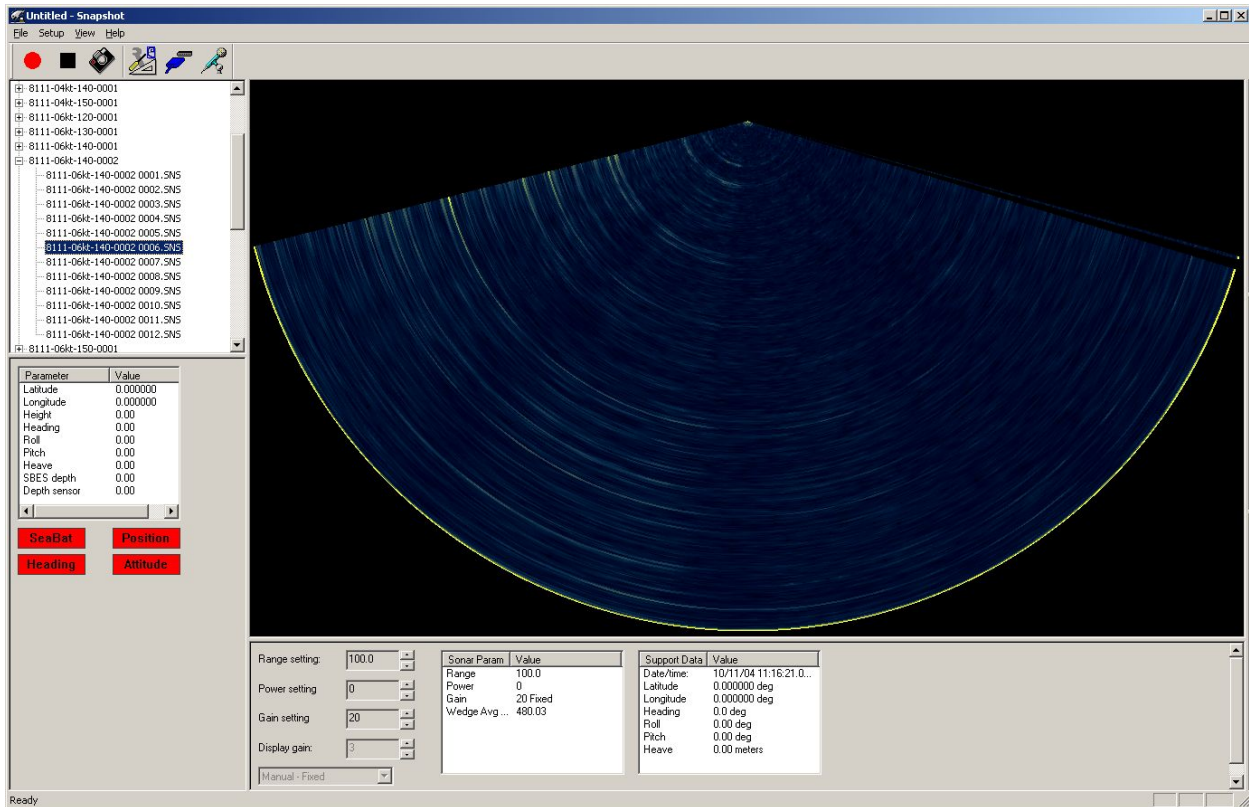 Untitled - Snapshot
File Setup View Help
8111-04kt-140-0001
8111-04kt-150-0001
8111-06kt-120-0001
8111-06kt-130-0001
8111-06kt-140-0001
8111-06kt-140-0002
8111-06kt-140-0002 0001.SNS
8111-06kt-140-0002 0002.SNS
8111-06kt-140-0002 0003.SNS
8111-06kt-140-0002 0004.SNS
8111-06kt-140-0002 0005.SNS
8111-06kt-140-0002 0006.SNS
8111-06kt-140-0002 0007.SNS
8111-06kt-140-0002 0008.SNS
8111-06kt-140-0002 0009.SNS
8111-06kt-140-0002 0010.SNS
8111-06kt-140-0002 0011.SNS
8111-06kt-140-0002 0012.SNS
8111-06kt-150-0001
Parameter Value
Latitude 0.000000
Longitude 0.000000
Height 0.00
Heading 0.00
Roll 0.00
Pitch 0.00
Heave 0.00
SBES depth 0.00
Depth sensor 0.00
SeaBat Position
Heading Attitude
Range setting: 100.0
Power setting 0
Gain setting 20
Display gain: 3
Manual - Fixed
Sonar Param Value
Range 100.0
Power 0
Gain 20 Fixed
Wedge Avg ... 480.03
Support Data Value
Date/time: 10/11/04 11:16:21.0...
Latitude 0.000000 deg
Longitude 0.000000 deg
Heading 0.0 deg
Roll 0.00 deg
Pitch 0.00 deg
Heave 0.00 meters
Ready